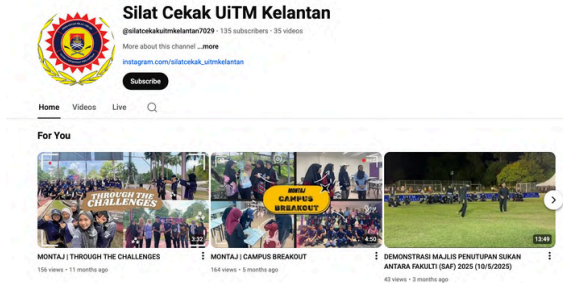 Silat Cekak UiTM Kelantan
@silatcekakuitmkelantan7029 · 135 subscribers · 35 videos
More about this channel ...more
instagram.com/silatcekak_uitmkelantan
Subscribe
Home Videos Live
For You
THROUGH THE
CHALLENGES
3:32
MONTAJ
CAMPUS
BREAKOUT
4:50
13:49
MONTAJ | THROUGH THE CHALLENGES
156 views · 11 months ago
MONTAJ | CAMPUS BREAKOUT
164 views · 5 months ago
DEMONSTRASI MAJLIS PENUTUPAN SUKAN
ANTARA FAKULTI (SAF) 2025 (10/5/2025)
43 views · 3 months ago